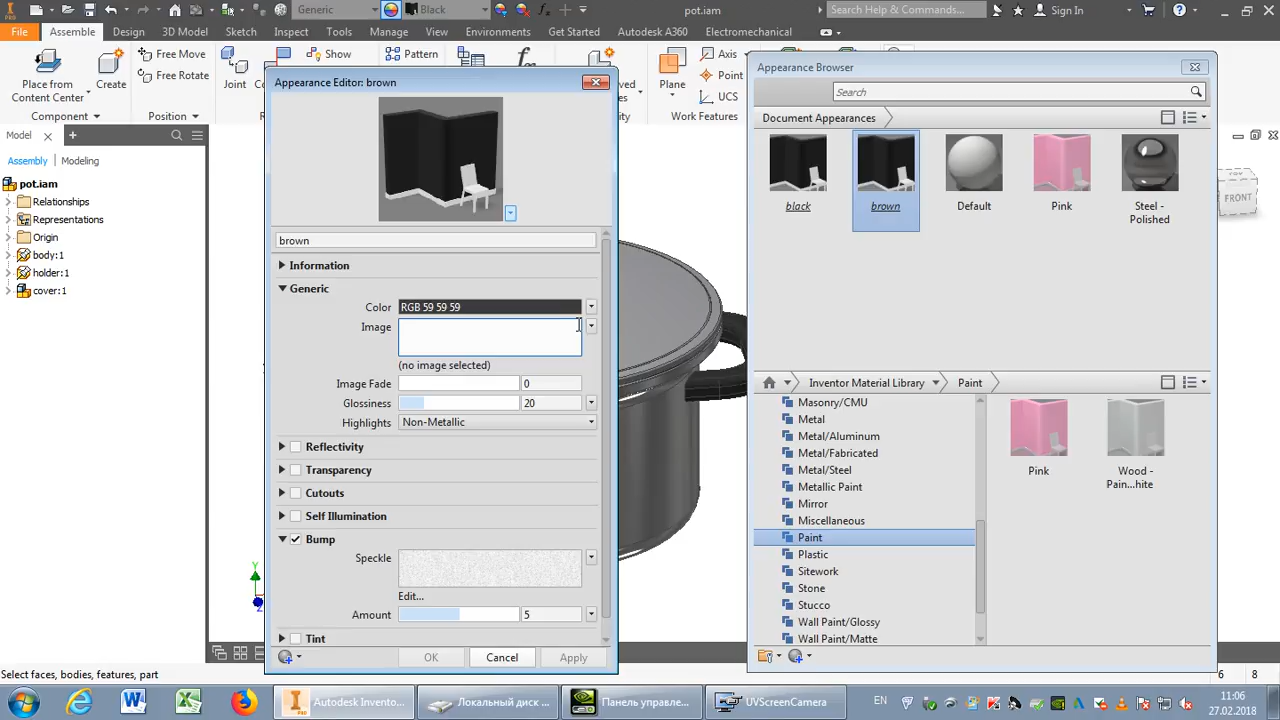 Generic
Black
pot.iam
Search Help & Commands...
Sign In
File
Assemble
Design
3D Model
Sketch
Inspect
Tools
Manage
View
Environments
Get Started
Autodesk A360
Electromechanical
Place from
Content Center
Create
Free Move
Free Rotate
Joint
Show
Pattern
Plane
Axis
Point
UCS
Component
Position
Work Features
Model
Assembly
Modeling
pot.iam
Relationships
Representations
Origin
body:1
holder:1
cover:1
Appearance Editor: brown
brown
Information
Generic
Color RGB 59 59 59
Image
(no image selected)
Image Fade 0
Glossiness 20
Highlights Non-Metallic
Reflectivity
Transparency
Cutouts
Self Illumination
Bump
Speckle
Edit...
Amount 5
Tint
OK
Cancel
Apply
Appearance Browser
Search
Document Appearances
black
brown
Default
Pink
Steel -
Polished
Inventor Material Library
Paint
Masonry/CMU
Metal
Metal/Aluminum
Metal/Fabricated
Metal/Steel
Metallic Paint
Mirror
Miscellaneous
Paint
Plastic
Sitework
Stone
Stucco
Wall Paint/Glossy
Wall Paint/Matte
Pink
Wood -
Pain...hite
FRONT
Y
Z
Select faces, bodies, features, part
6
8
Autodesk Invento...
Локальный диск ...
Панель управле...
UVScreenCamera
EN
11:06
27.02.2018